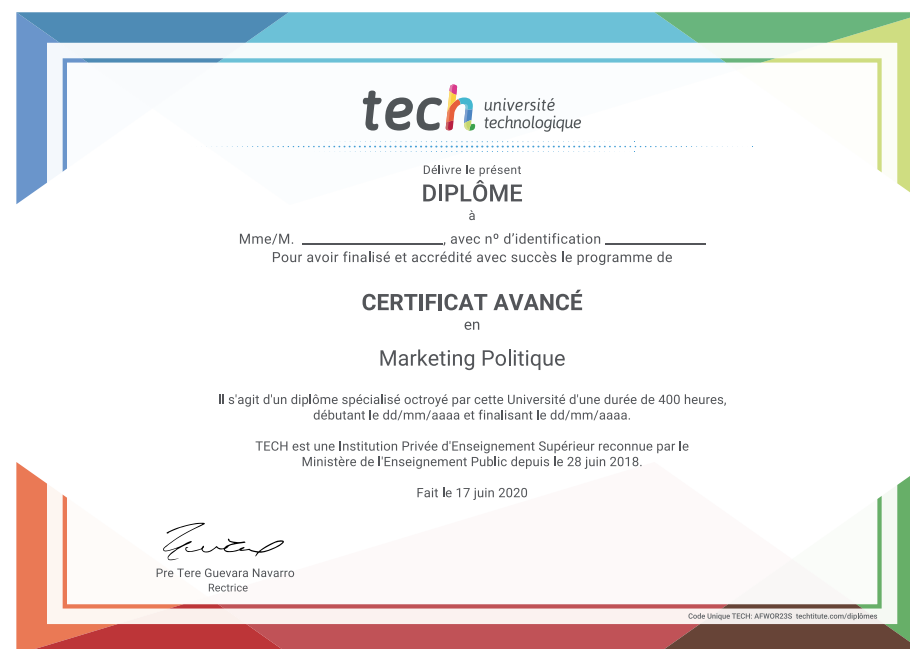 tech université
technologique
Délivre le présent
DIPLÔME
à
Mme/M. ____________________, avec nº d'identification ______________
Pour avoir finalisé et accrédité avec succès le programme de
CERTIFICAT AVANCÉ
en
Marketing Politique
Il s'agit d'un diplôme spécialisé octroyé par cette Université d'une durée de 400 heures,
débutant le dd/mm/aaaa et finalisant le dd/mm/aaaa.
TECH est une Institution Privée d'Enseignement Supérieur reconnue par le
Ministère de l'Enseignement Public depuis le 28 juin 2018.
Fait le 17 juin 2020
Pre Tere Guevara Navarro
Rectrice
Code Unique TECH: AFWOR23S techtitute.com/diplômes